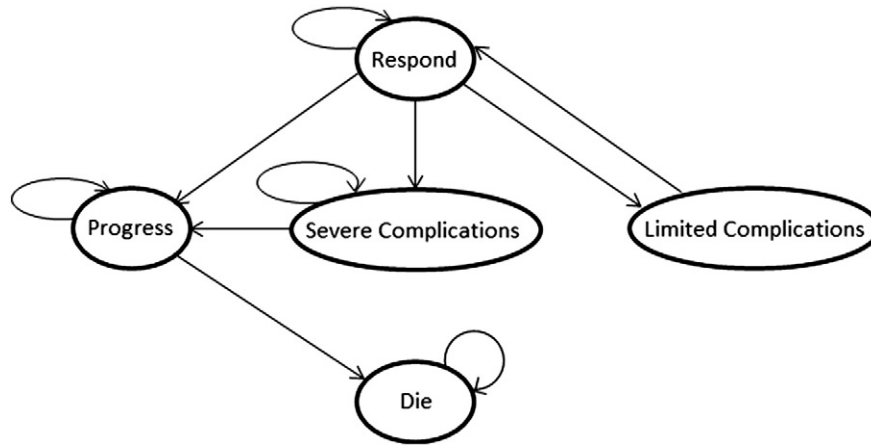 Respond
Progress
Severe Complications
Limited Complications
Die